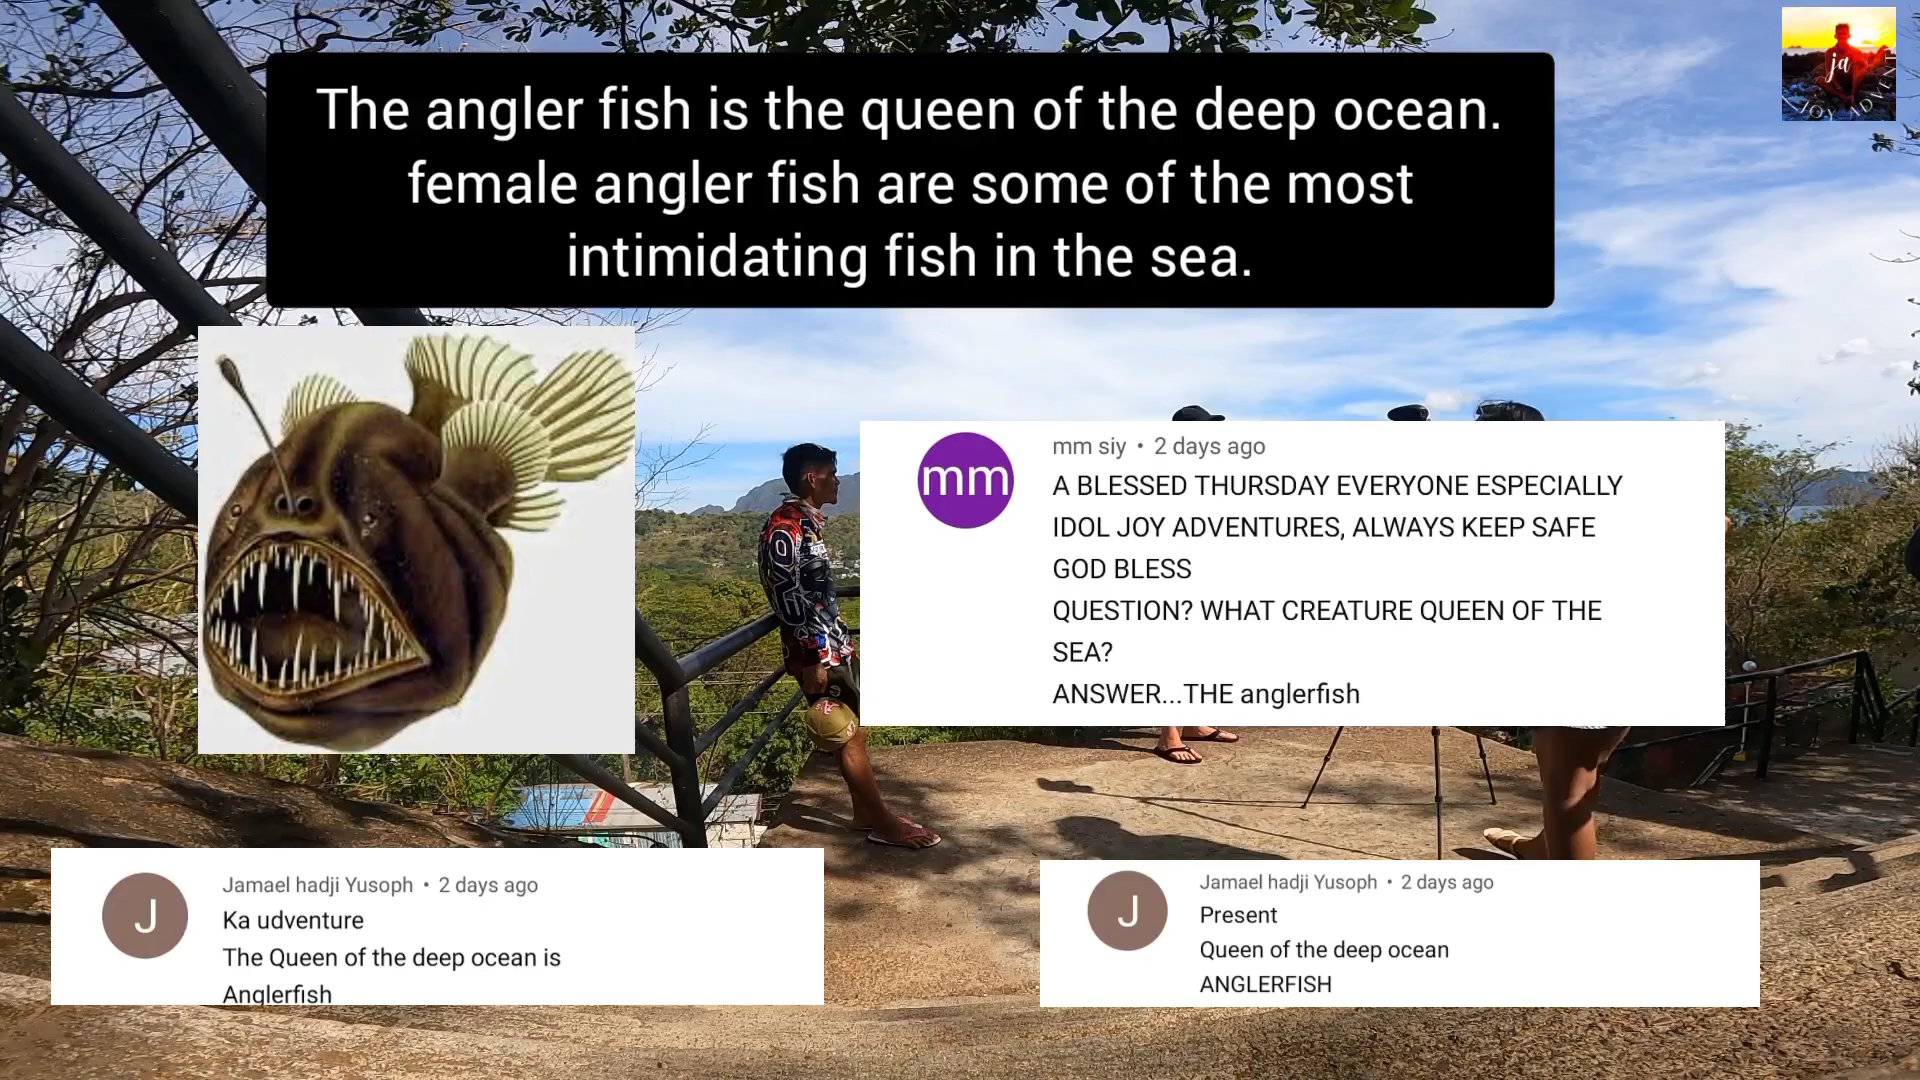 The angler fish is the queen of the deep ocean.
female angler fish are some of the most
intimidating fish in the sea.
ja
JOY ADVENT
mm
mm siy • 2 days ago
A BLESSED THURSDAY EVERYONE ESPECIALLY
IDOL JOY ADVENTURES, ALWAYS KEEP SAFE
GOD BLESS
QUESTION? WHAT CREATURE QUEEN OF THE
SEA?
ANSWER...THE anglerfish
EVO
J
Jamael hadji Yusoph • 2 days ago
Ka udventure
The Queen of the deep ocean is
Anglerfish
J
Jamael hadji Yusoph • 2 days ago
Present
Queen of the deep ocean
ANGLERFISH